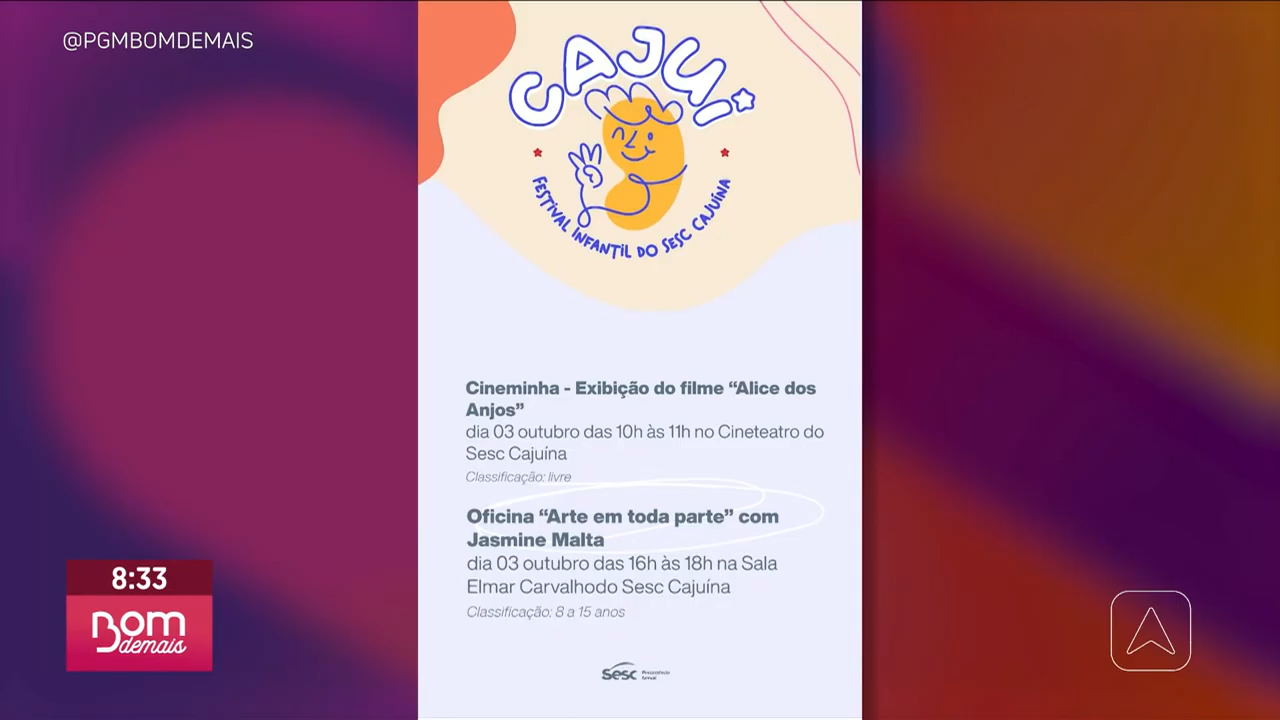 @PGMBOMDEMAIS
CAJUÍ
FESTIVAL INFANTIL DO SESC CAJUÍNA
Cineminha - Exibição do filme “Alice dos
Anjos”
dia 03 outubro das 10h às 11h no Cineteatro do
Sesc Cajuína
Classificação: livre
Oficina “Arte em toda parte” com
Jasmine Malta
dia 03 outubro das 16h às 18h na Sala
Elmar Carvalhodo Sesc Cajuína
Classificação: 8 a 15 anos
8:33
Bom
demais
Sesc